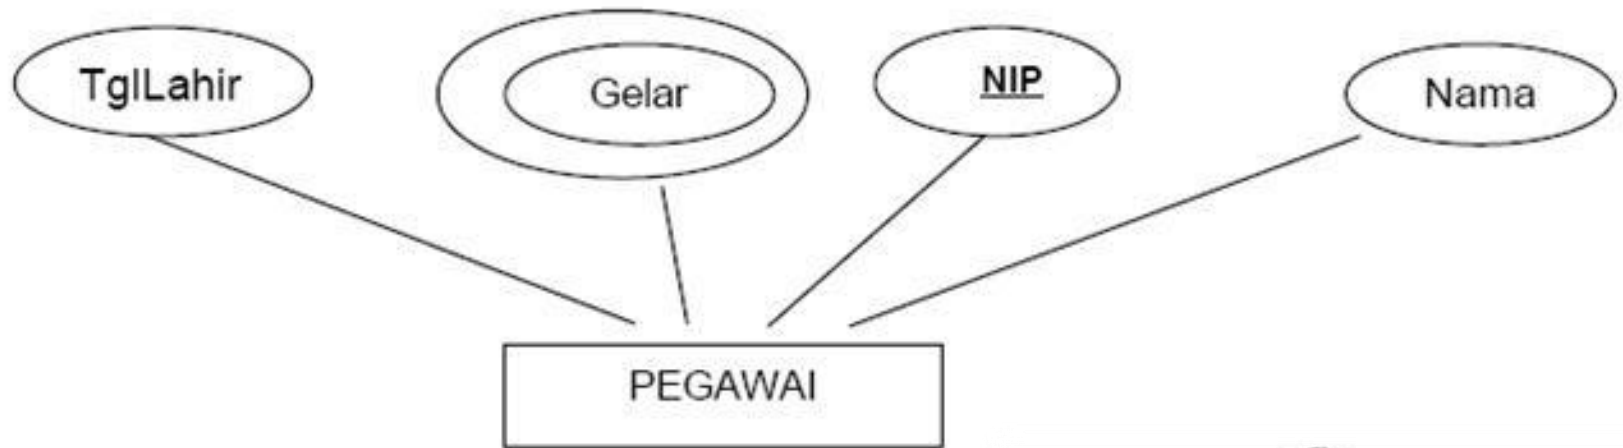 TglLahir
Gelar
NIP
Nama
PEGAWAI